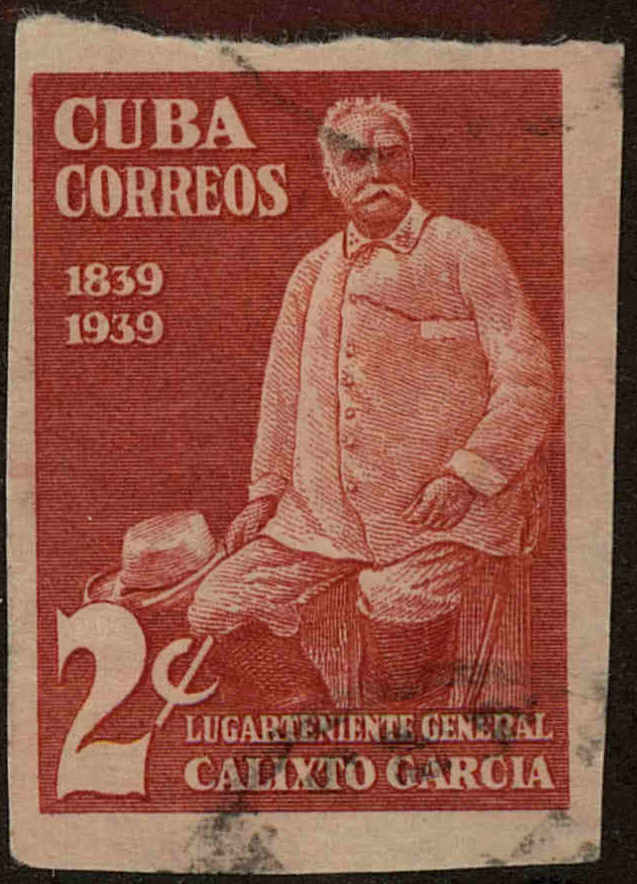 CUBA
CORREOS
1839
1939
2¢
LUGARTENIENTE GENERAL
CALIXTO GARCIA